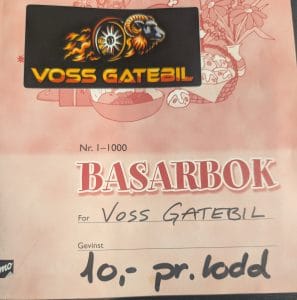 VOSS GATEBIL
Nr. 1–1000
BASARBOK
For VOSS GATEBIL
Gevinst
10,- pr. lodd